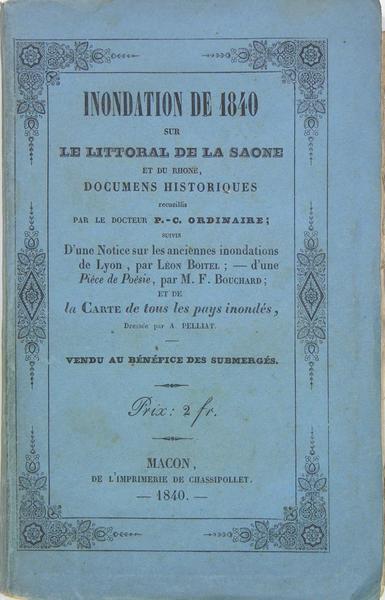 INONDATION DE 1840
SUR
LE LITTORAL DE LA SAONE
ET DU RHONE,
DOCUMENS HISTORIQUES
recueillis
PAR LE DOCTEUR P.-C. ORDINAIRE;
SUIVIS
D'une Notice sur les anciennes inondations
de Lyon, par LÉON BOITEL; — d'une
Pièce de Poësie, par M. F. BOUCHARD;
ET DE
la CARTE de tous les pays inondés,
Dressée par A. PELLIAT.
VENDU AU BÉNÉFICE DES SUBMERGÉS.
Prix: 2 fr.
MACON,
DE L'IMPRIMERIE DE CHASSIPOLLET.
— 1840. —